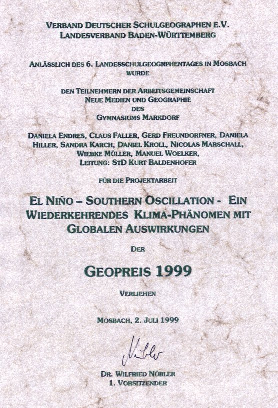 VERBAND DEUTSCHER SCHULGEOGRAPHEN E.V.
LANDESVERBAND BADEN-WÜRTTEMBERG
ANLÄSSLICH DES 6. LANDESSCHULGEOGRPHENTAGES IN MOSBACH
WURDE
DEN TEILNEHMERN DER ARBEITSGEMEINSCHAFT
NEUE MEDIEN UND GEOGRAPHIE
DES
GYMNASIUMS MARKDORF
DANIELA ENDRES, CLAUS FALLER, GERD FREUNDORFNER, DANIELA
HILLER, SANDRA KARCH, DANIEL KROLL, NICOLAS MARSCHALL,
WIEBKE MÜLLER, MANUEL WOELKER,
LEITUNG: STD KURT BALDENHOFER
FÜR DIE PROJEKTARBEIT
EL NIÑO – SOUTHERN OSCILLATION - EIN
WIEDERKEHRENDES KLIMA-PHÄNOMEN MIT
GLOBALEN AUSWIRKUNGEN
DER
GEOPREIS 1999
VERLIEHEN
MOSBACH, 2. JULI 1999
Nübler
DR. WILFRIED NÜBLER
1. VORSITZENDER